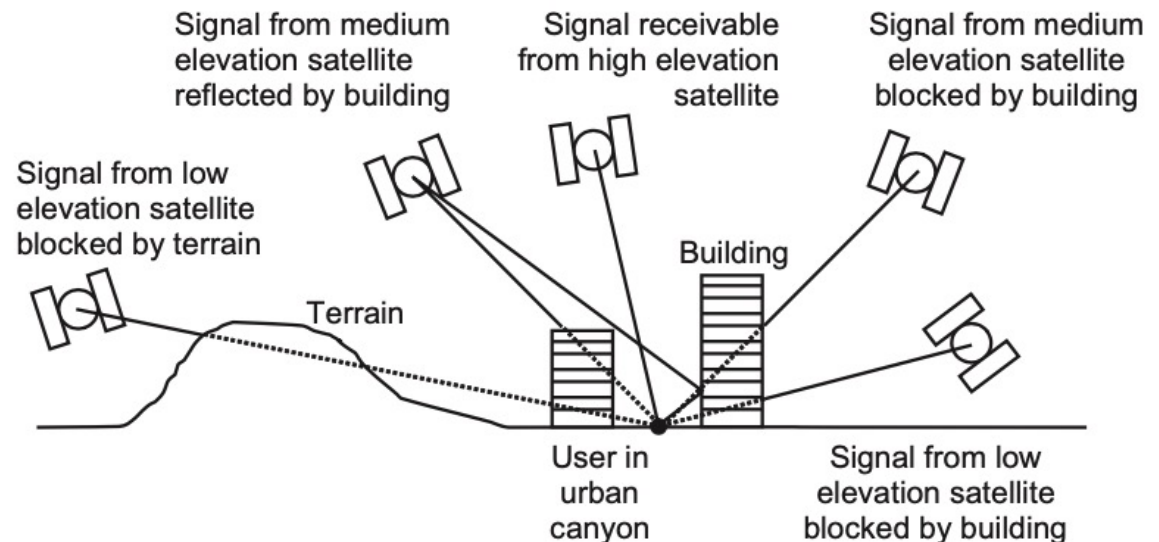 Signal from medium
elevation satellite
reflected by building
Signal receivable
from high elevation
satellite
Signal from medium
elevation satellite
blocked by building
Signal from low
elevation satellite
blocked by terrain
Building
Terrain
User in
urban
canyon
Signal from low
elevation satellite
blocked by building